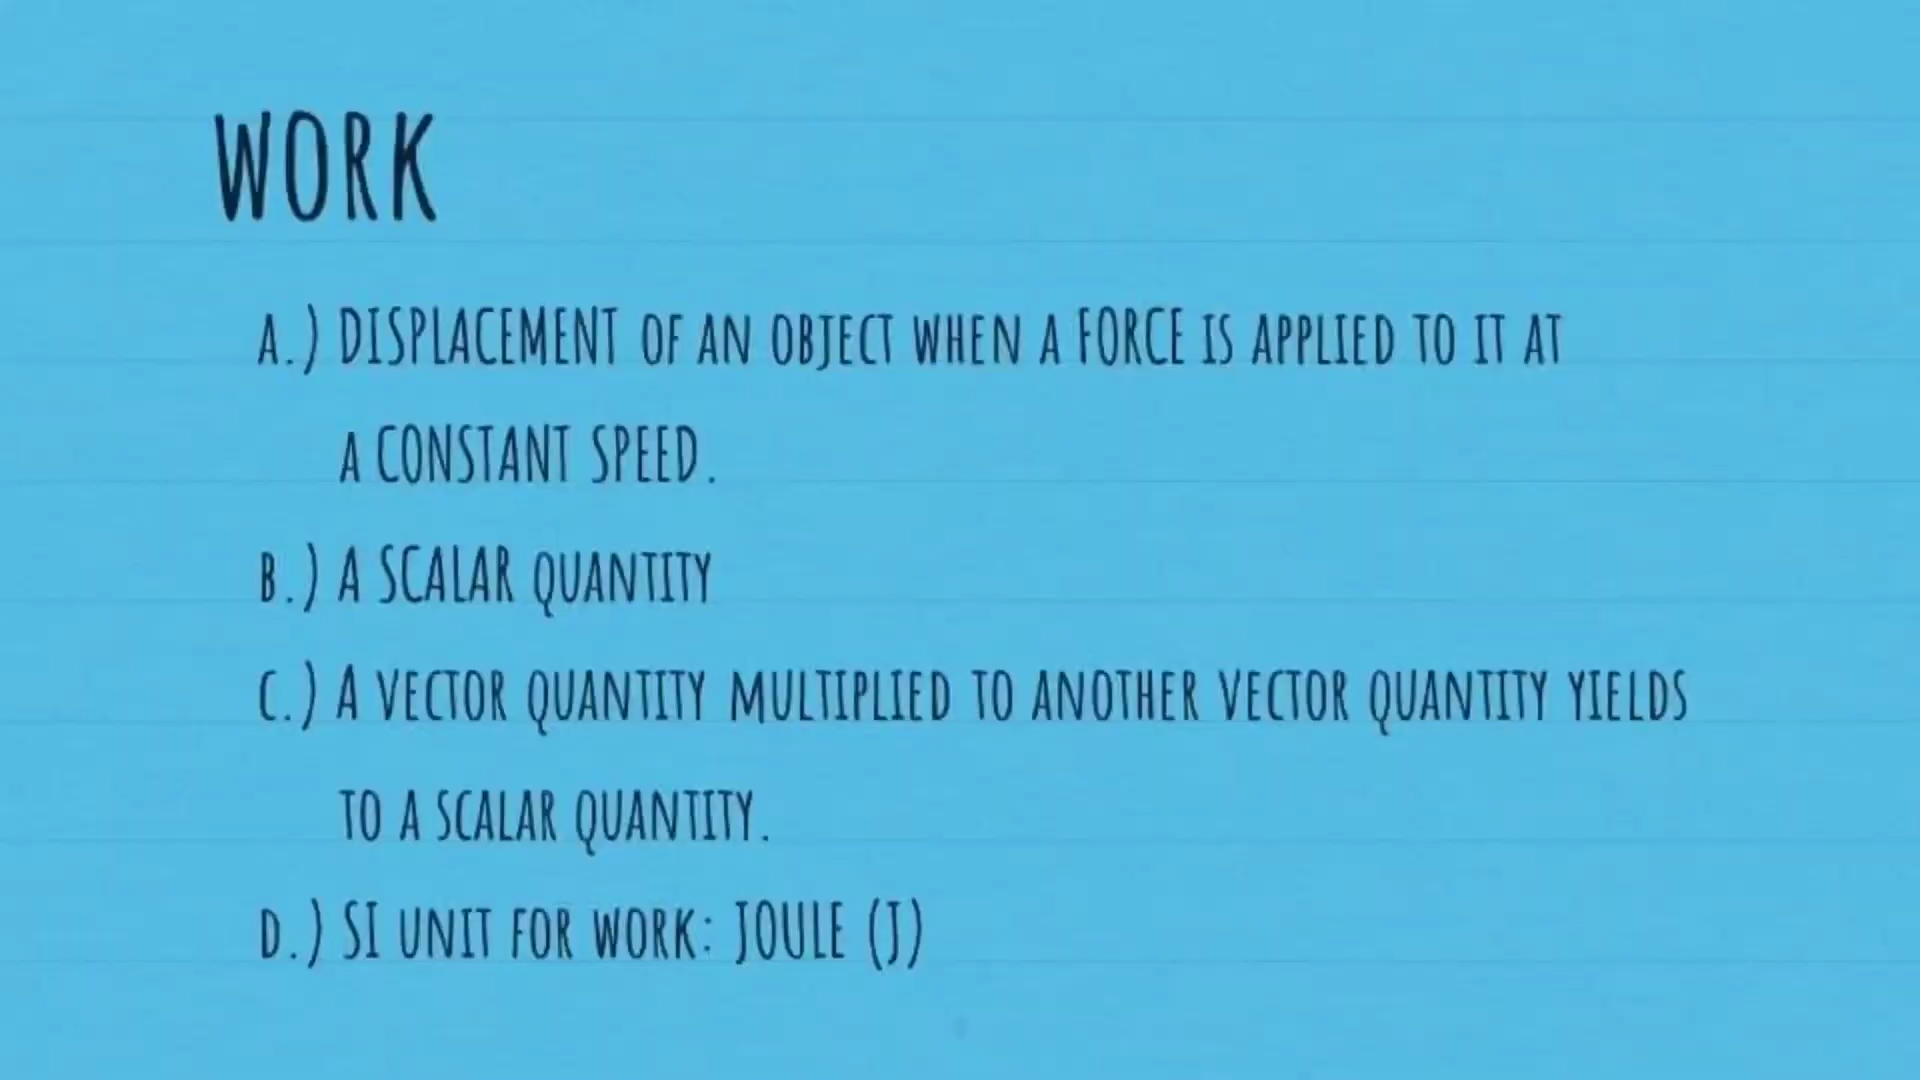 WORK
A.) DISPLACEMENT OF AN OBJECT WHEN A FORCE IS APPLIED TO IT AT
A CONSTANT SPEED.
B.) A SCALAR QUANTITY
C.) A VECTOR QUANTITY MULTIPLIED TO ANOTHER VECTOR QUANTITY YIELDS
TO A SCALAR QUANTITY.
D.) SI UNIT FOR WORK: JOULE (J)